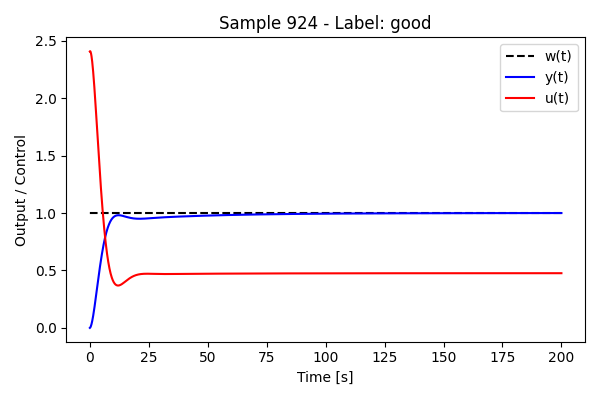 Sample 924 - Label: good
2.5
2.0
1.5
1.0
0.5
0.0
Output / Control
w(t)
y(t)
u(t)
0 25 50 75 100 125 150 175 200
Time [s]